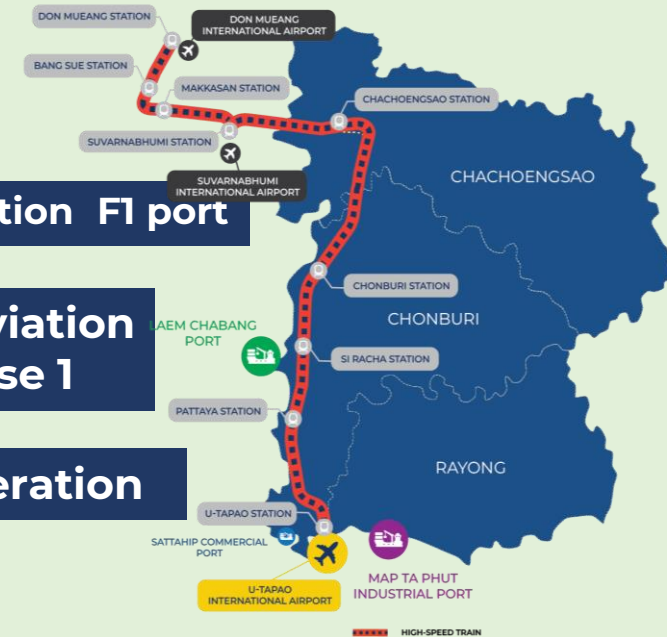 DON MUEANG STATION
DON MUEANG
INTERNATIONAL AIRPORT
BANG SUE STATION
MAKKASAN STATION
CHACHOENGSAO STATION
SUVARNABHUMI STATION
SUVARNABHUMI
INTERNATIONAL AIRPORT
CHACHOENGSAO
tion F1 port
CHONBURI STATION
viation
se 1
LAEM CHABANG
PORT
CHONBURI
SI RACHA STATION
PATTAYA STATION
eration
RAYONG
U-TAPAO STATION
SATTAHIP COMMERCIAL
PORT
U-TAPAO
INTERNATIONAL AIRPORT
MAP TA PHUT
INDUSTRIAL PORT
HIGH-SPEED TRAIN